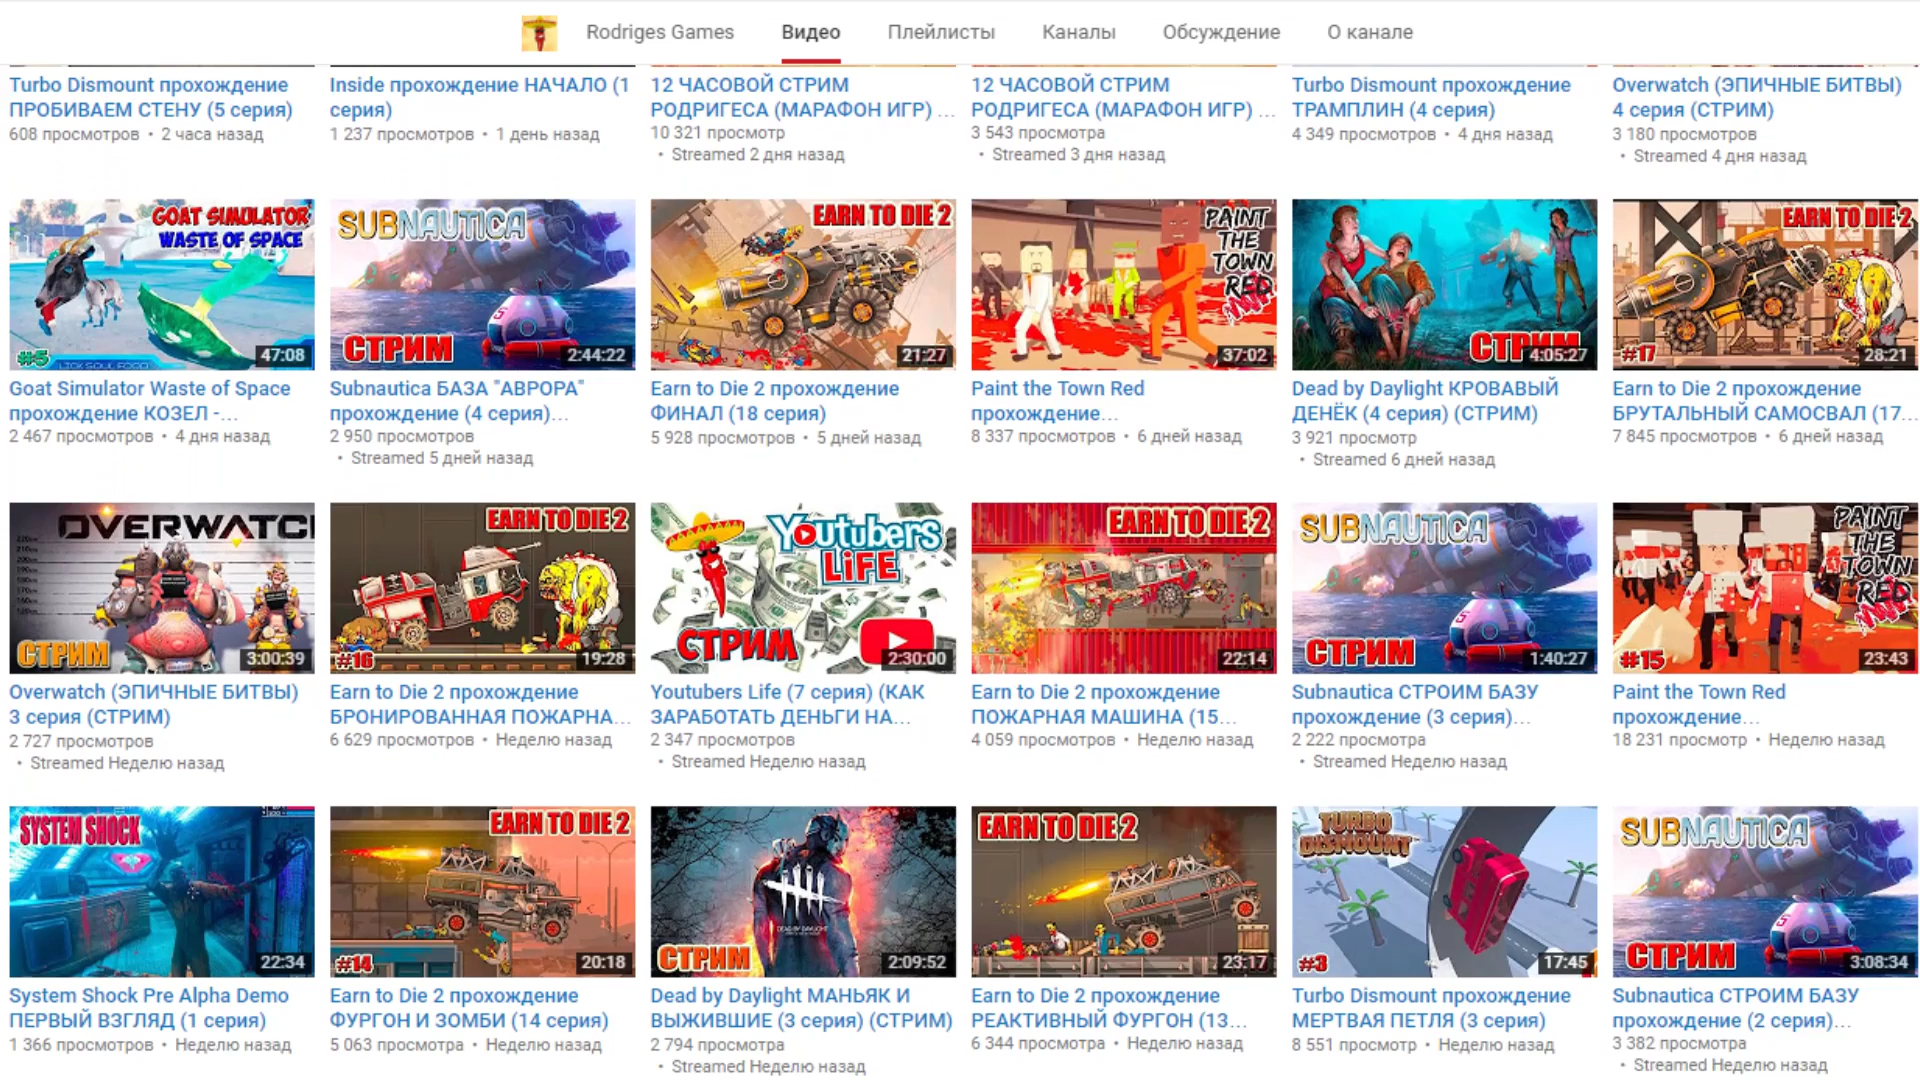 Rodriges Games
Видео
Плейлисты
Каналы
Обсуждение
О канале
Turbo Dismount прохождение
ПРОБИВАЕМ СТЕНУ (5 серия)
608 просмотров • 2 часа назад
Inside прохождение НАЧАЛО (1
серия)
1 237 просмотров • 1 день назад
12 ЧАСОВОЙ СТРИМ
РОДРИГЕСА (МАРАФОН ИГР) ...
10 321 просмотр
• Streamed 2 дня назад
12 ЧАСОВОЙ СТРИМ
РОДРИГЕСА (МАРАФОН ИГР) ...
3 543 просмотра
• Streamed 3 дня назад
Turbo Dismount прохождение
ТРАМПЛИН (4 серия)
4 349 просмотров • 4 дня назад
Overwatch (ЭПИЧНЫЕ БИТВЫ)
4 серия (СТРИМ)
3 180 просмотров
• Streamed 4 дня назад
GOAT SIMULATOR
WASTE OF SPACE
#5
47:08
Goat Simulator Waste of Space
прохождение КОЗЕЛ -...
2 467 просмотров • 4 дня назад
SUBNAUTICA
СТРИМ
2:44:22
Subnautica БАЗА "АВРОРА"
прохождение (4 серия)...
2 950 просмотров
• Streamed 5 дней назад
EARN TO DIE 2
21:27
Earn to Die 2 прохождение
ФИНАЛ (18 серия)
5 928 просмотров • 5 дней назад
PAINT
THE
TOWN
RED
37:02
Paint the Town Red
прохождение...
8 337 просмотров • 6 дней назад
СТРИМ
4:05:27
Dead by Daylight КРОВАВЫЙ
ДЕНЁК (4 серия) (СТРИМ)
3 921 просмотр
• Streamed 6 дней назад
EARN TO DIE 2
#17
28:21
Earn to Die 2 прохождение
БРУТАЛЬНЫЙ САМОСВАЛ (17...
7 845 просмотров • 6 дней назад
OVERWATCH
СТРИМ
3:00:39
Overwatch (ЭПИЧНЫЕ БИТВЫ)
3 серия (СТРИМ)
2 727 просмотров
• Streamed Неделю назад
EARN TO DIE 2
#16
19:28
Earn to Die 2 прохождение
БРОНИРОВАННАЯ ПОЖАРНА...
6 629 просмотров • Неделю назад
Youtubers
LIFE
СТРИМ
2:30:00
Youtubers Life (7 серия) (КАК
ЗАРАБОТАТЬ ДЕНЬГИ НА...
2 347 просмотров
• Streamed Неделю назад
EARN TO DIE 2
22:14
Earn to Die 2 прохождение
ПОЖАРНАЯ МАШИНА (15...
4 059 просмотров • Неделю назад
SUBNAUTICA
СТРИМ
1:40:27
Subnautica СТРОИМ БАЗУ
прохождение (3 серия)...
2 222 просмотра
• Streamed Неделю назад
PAINT
THE
TOWN
RED
#15
23:43
Paint the Town Red
прохождение...
18 231 просмотр • Неделю назад
SYSTEM SHOCK
22:34
System Shock Pre Alpha Demo
ПЕРВЫЙ ВЗГЛЯД (1 серия)
1 366 просмотров • Неделю назад
EARN TO DIE 2
#14
20:18
Earn to Die 2 прохождение
ФУРГОН И ЗОМБИ (14 серия)
5 063 просмотра • Неделю назад
DEAD BY DAYLIGHT
СТРИМ
2:09:52
Dead by Daylight МАНЬЯК И
ВЫЖИВШИЕ (3 серия) (СТРИМ)
2 794 просмотра
• Streamed Неделю назад
EARN TO DIE 2
23:17
Earn to Die 2 прохождение
РЕАКТИВНЫЙ ФУРГОН (13...
6 344 просмотра • Неделю назад
TURBO
DISMOUNT
#3
17:45
Turbo Dismount прохождение
МЕРТВАЯ ПЕТЛЯ (3 серия)
8 551 просмотр • Неделю назад
SUBNAUTICA
СТРИМ
3:08:34
Subnautica СТРОИМ БАЗУ
прохождение (2 серия)...
3 382 просмотра
• Streamed Неделю назад